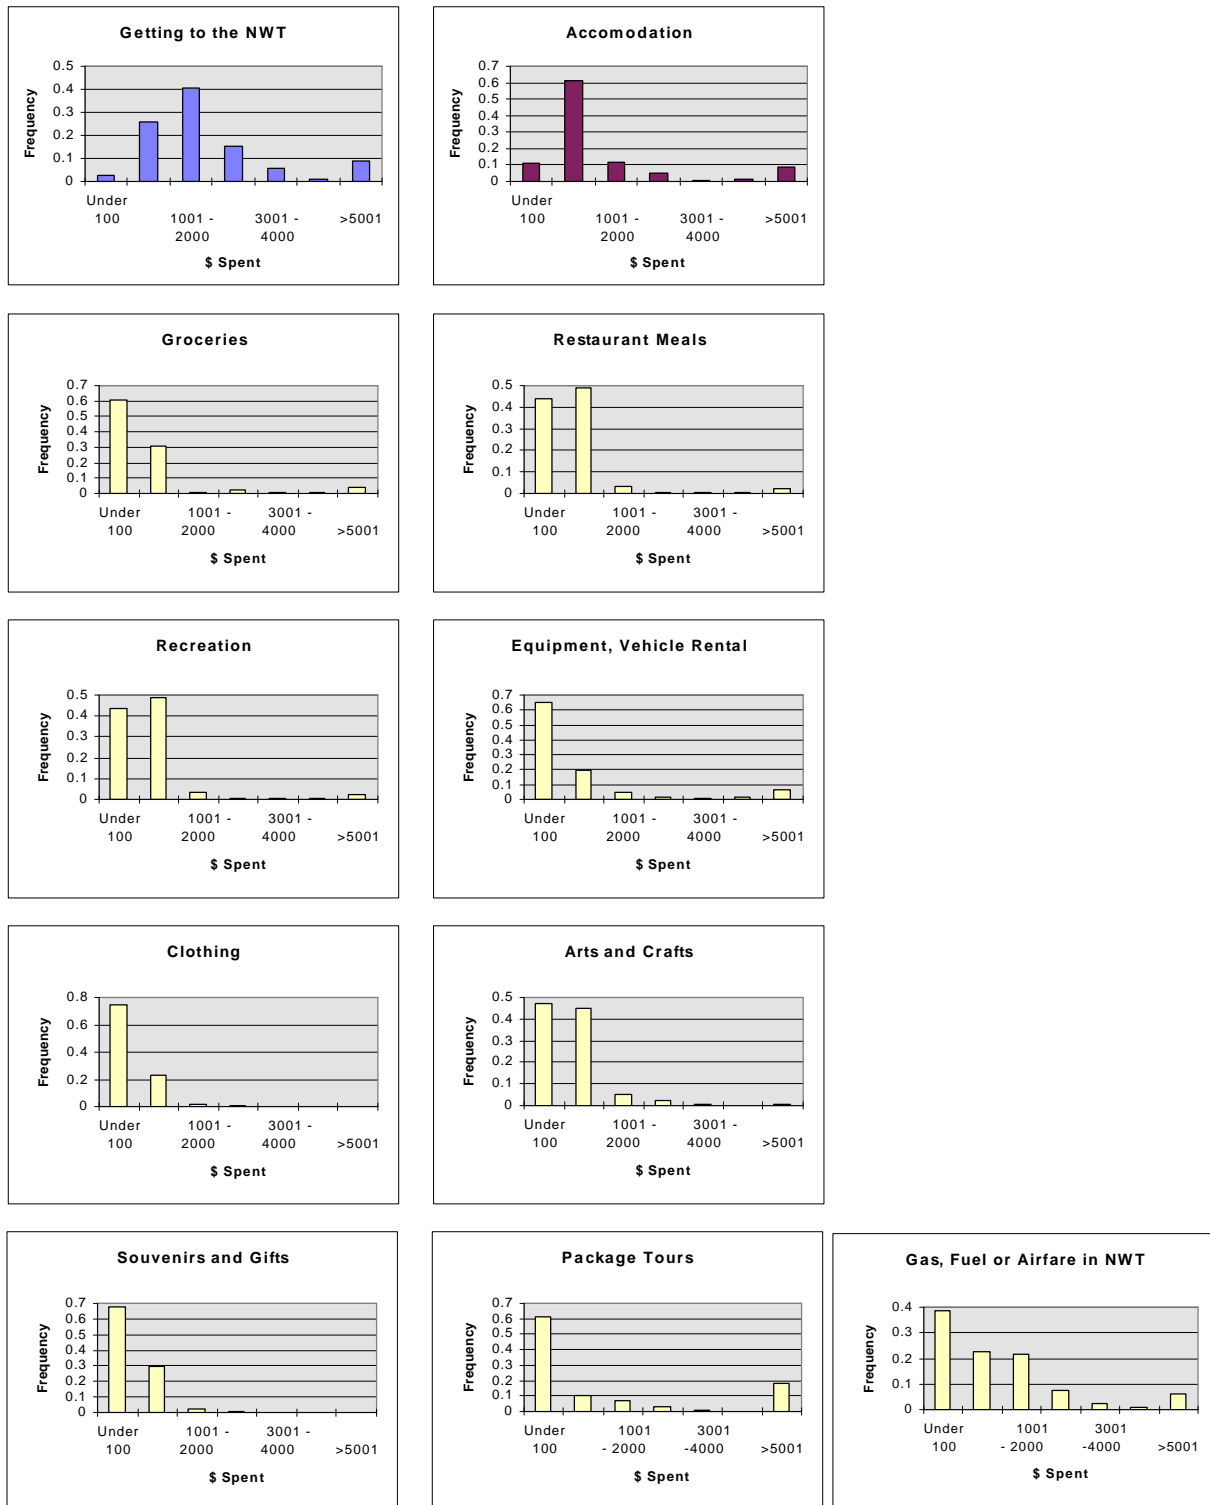 Getting to the NWT
Frequency
0.5
0.4
0.3
0.2
0.1
0
Under 100
1001 - 2000
3001 - 4000
>5001
$ Spent
Accomodation
Frequency
0.7
0.6
0.5
0.4
0.3
0.2
0.1
0
Under 100
1001 - 2000
3001 - 4000
>5001
$ Spent
Groceries
Frequency
0.7
0.6
0.5
0.4
0.3
0.2
0.1
0
Under 100
1001 - 2000
3001 - 4000
>5001
$ Spent
Restaurant Meals
Frequency
0.5
0.4
0.3
0.2
0.1
0
Under 100
1001 - 2000
3001 - 4000
>5001
$ Spent
Recreation
Frequency
0.5
0.4
0.3
0.2
0.1
0
Under 100
1001 - 2000
3001 - 4000
>5001
$ Spent
Equipment, Vehicle Rental
Frequency
0.7
0.6
0.5
0.4
0.3
0.2
0.1
0
Under 100
1001 - 2000
3001 - 4000
>5001
$ Spent
Clothing
Frequency
0.8
0.6
0.4
0.2
0
Under 100
1001 - 2000
3001 - 4000
>5001
$ Spent
Arts and Crafts
Frequency
0.5
0.4
0.3
0.2
0.1
0
Under 100
1001 - 2000
3001 - 4000
>5001
$ Spent
Souvenirs and Gifts
Frequency
0.7
0.6
0.5
0.4
0.3
0.2
0.1
0
Under 100
1001 - 2000
3001 - 4000
>5001
$ Spent
Package Tours
Frequency
0.7
0.6
0.5
0.4
0.3
0.2
0.1
0
Under 100
1001 - 2000
3001 -4000
>5001
$ Spent
Gas, Fuel or Airfare in NWT
Frequency
0.4
0.3
0.2
0.1
0
Under 100
1001 - 2000
3001 -4000
>5001
$ Spent